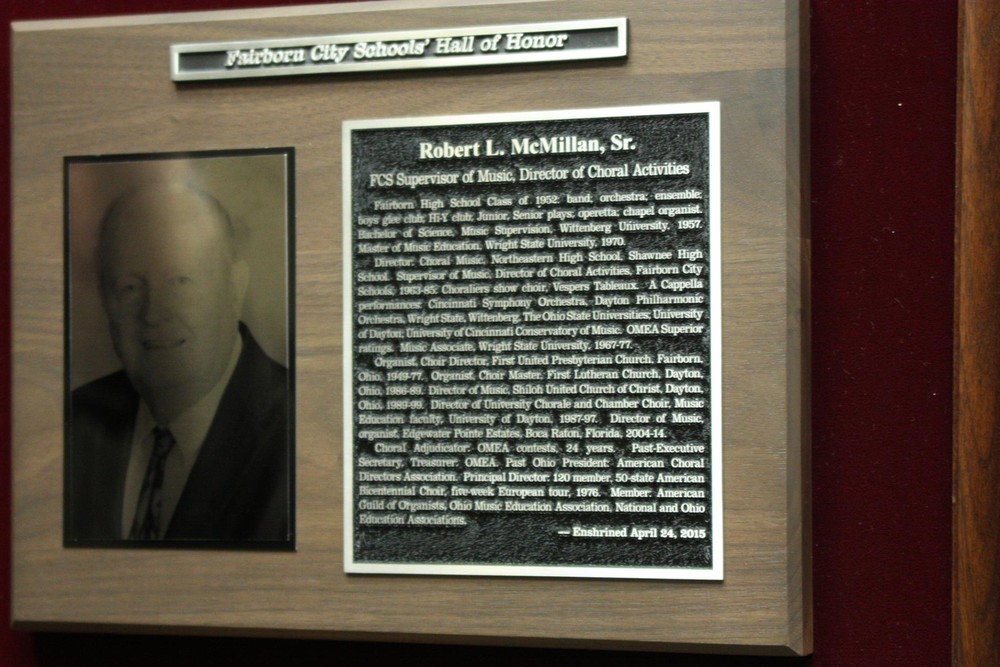 Fairborn City Schools' Hall of Honor
Robert L. McMillan, Sr.
FCS Supervisor of Music, Director of Choral Activities
Fairborn High School Class of 1952: band; orchestra; ensemble;
boys glee club; Hi-Y club; Junior, Senior plays; operetta; chapel organist.
Bachelor of Science, Music Supervision, Wittenberg University, 1957.
Master of Music Education, Wright State University, 1970.
Director: Choral Music, Northeastern High School, Shawnee High
School. Supervisor of Music, Director of Choral Activities, Fairborn City
Schools, 1963-85; Choraliers show choir, Vespers Tableaux. A Cappella
performances: Cincinnati Symphony Orchestra, Dayton Philharmonic
Orchestra, Wright State, Wittenberg, The Ohio State Universities; University
of Dayton; University of Cincinnati Conservatory of Music. OMEA Superior
ratings. Music Associate, Wright State University, 1967-77.
Organist, Choir Director, First United Presbyterian Church, Fairborn,
Ohio, 1949-77. Organist, Choir Master, First Lutheran Church, Dayton,
Ohio, 1986-89. Director of Music, Shiloh United Church of Christ, Dayton,
Ohio, 1989-99. Director of University Chorale and Chamber Choir, Music
Education faculty, University of Dayton, 1987-97. Director of Music,
organist, Edgewater Pointe Estates, Boca Raton, Florida, 2004-14.
Choral Adjudicator: OMEA contests, 24 years. Past-Executive
Secretary, Treasurer: OMEA. Past Ohio President: American Choral
Directors Association. Principal Director: 120 member, 50-state American
Bicentennial Choir, five-week European tour, 1976. Member: American
Guild of Organists, Ohio Music Education Association, National and Ohio
Education Associations.
— Enshrined April 24, 2015